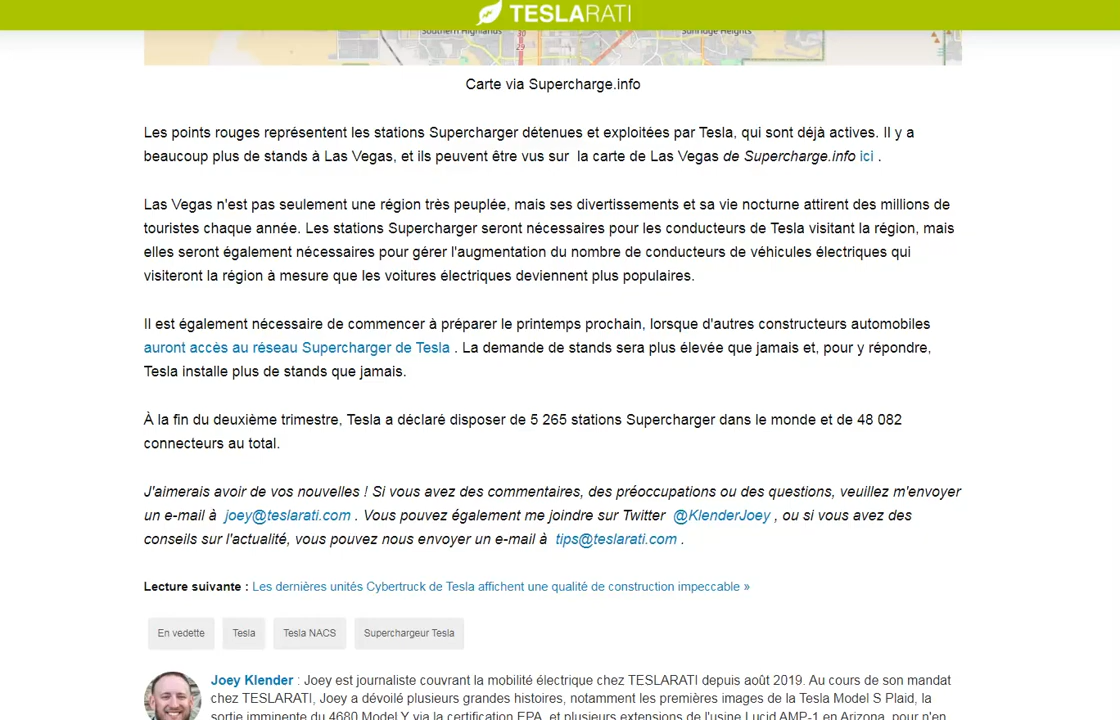 TESLARATI
Southern Highlands
Sunridge Heights
Carte via Supercharge.info
Les points rouges représentent les stations Supercharger détenues et exploitées par Tesla, qui sont déjà actives. Il y a
beaucoup plus de stands à Las Vegas, et ils peuvent être vus sur la carte de Las Vegas de Supercharge.info ici .
Las Vegas n'est pas seulement une région très peuplée, mais ses divertissements et sa vie nocturne attirent des millions de
touristes chaque année. Les stations Supercharger seront nécessaires pour les conducteurs de Tesla visitant la région, mais
elles seront également nécessaires pour gérer l'augmentation du nombre de conducteurs de véhicules électriques qui
visiteront la région à mesure que les voitures électriques deviennent plus populaires.
Il est également nécessaire de commencer à préparer le printemps prochain, lorsque d'autres constructeurs automobiles
auront accès au réseau Supercharger de Tesla . La demande de stands sera plus élevée que jamais et, pour y répondre,
Tesla installe plus de stands que jamais.
À la fin du deuxième trimestre, Tesla a déclaré disposer de 5 265 stations Supercharger dans le monde et de 48 082
connecteurs au total.
J'aimerais avoir de vos nouvelles ! Si vous avez des commentaires, des préoccupations ou des questions, veuillez m'envoyer
un e-mail à joey@teslarati.com . Vous pouvez également me joindre sur Twitter @KlenderJoey , ou si vous avez des
conseils sur l'actualité, vous pouvez nous envoyer un e-mail à tips@teslarati.com .
Lecture suivante : Les dernières unités Cybertruck de Tesla affichent une qualité de construction impeccable »
En vedette Tesla Tesla NACS Superchargeur Tesla
Joey Klender : Joey est journaliste couvrant la mobilité électrique chez TESLARATI depuis août 2019. Au cours de son mandat
chez TESLARATI, Joey a dévoilé plusieurs grandes histoires, notamment les premières images de la Tesla Model S Plaid, la
sortie imminente du 4680 Model Y via la certification EPA, et plusieurs extensions de l'usine Lucid AMP-1 en Arizona, pour n'en